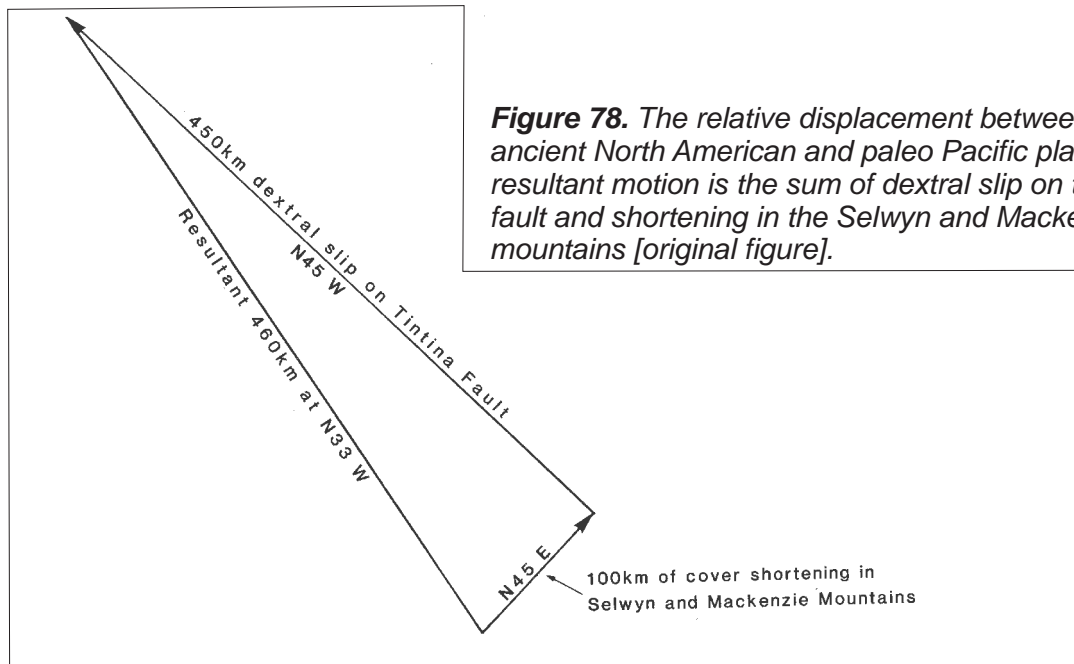 Figure 78. The relative displacement betwee
ancient North American and paleo Pacific pla
resultant motion is the sum of dextral slip on t
fault and shortening in the Selwyn and Macke
mountains [original figure].
450km dextral slip on Tintina Fault
N45 W
Resultant 460km at N33 W
N45 E
100km of cover shortening in
Selwyn and Mackenzie Mountains